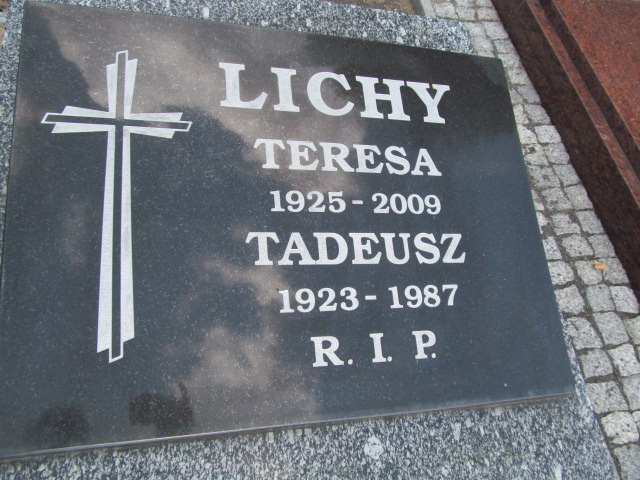 LICHY
TERESA
1925 - 2009
TADEUSZ
1923 - 1987
R. I. P.